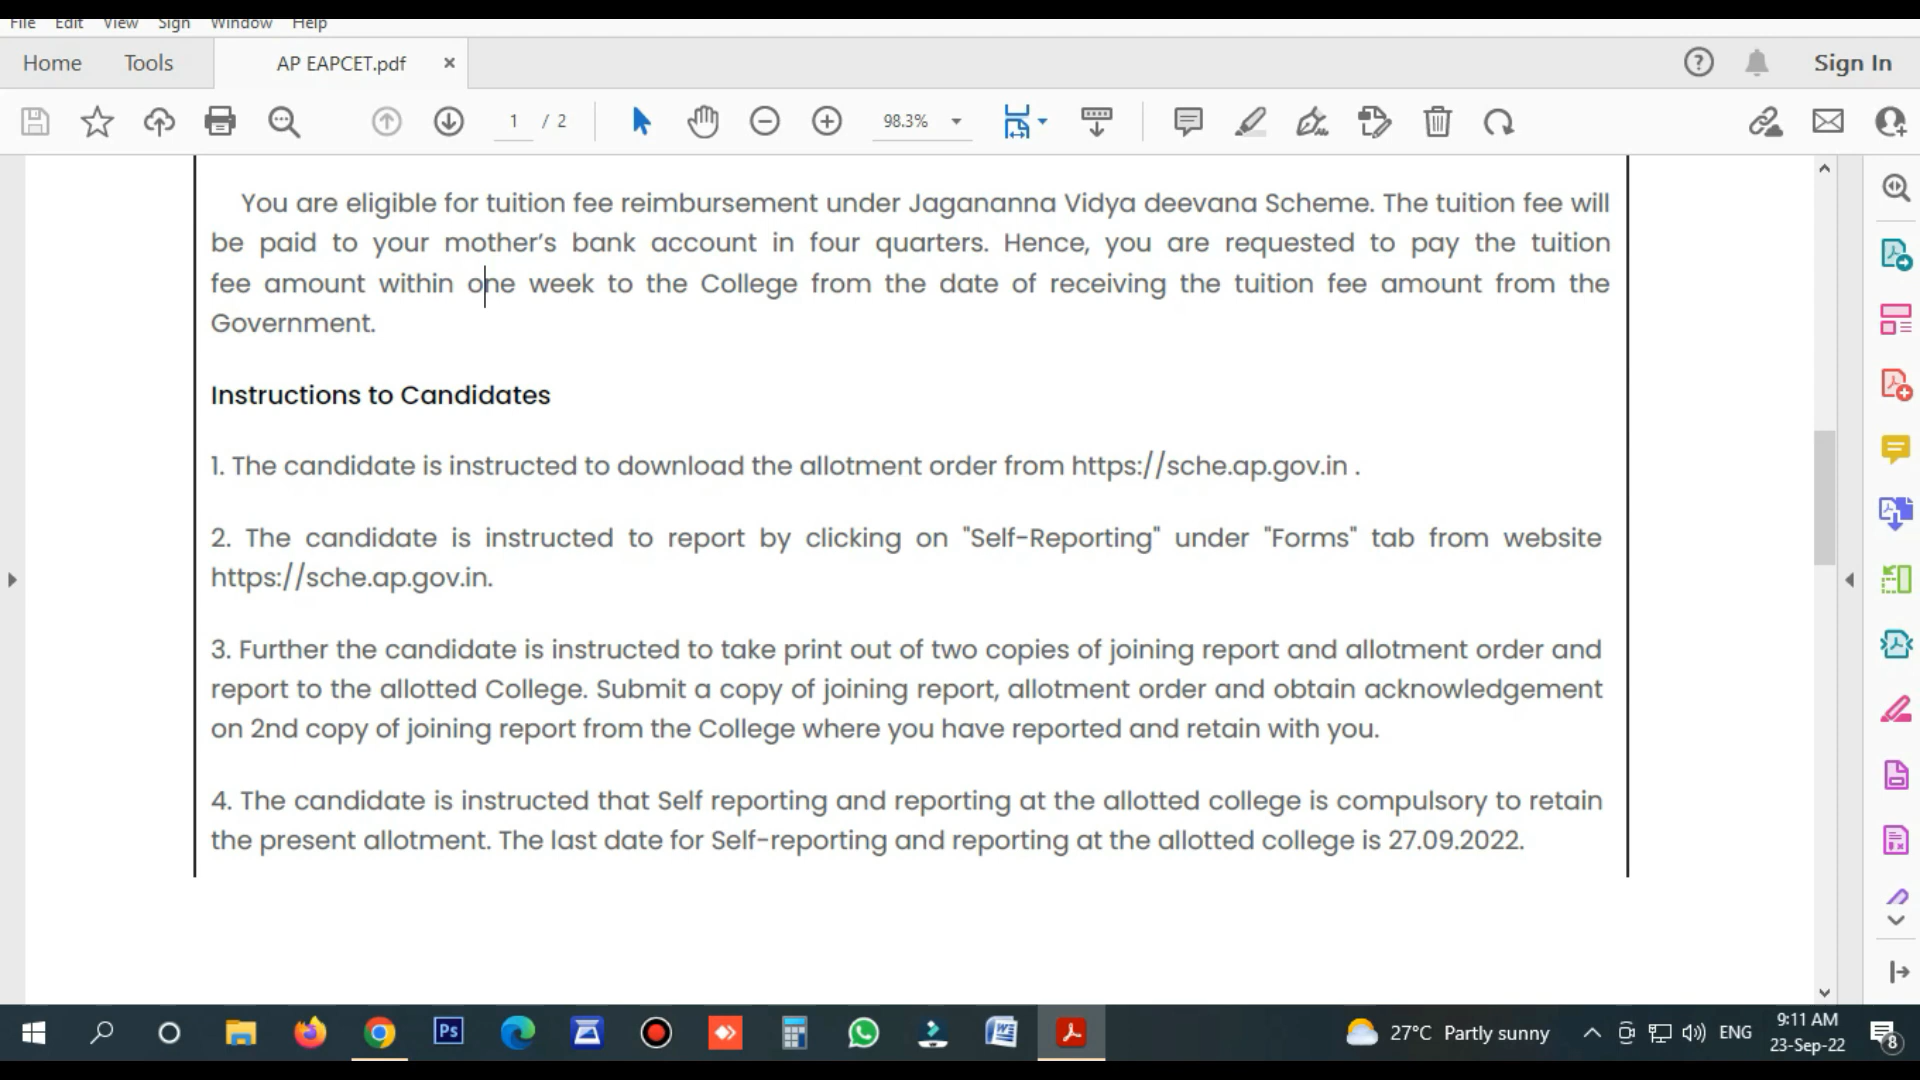 File Edit View Sign Window Help
Home Tools AP EAPCET.pdf × Sign In
1 / 2 98.3%
You are eligible for tuition fee reimbursement under Jagananna Vidya deevana Scheme. The tuition fee will
be paid to your mother's bank account in four quarters. Hence, you are requested to pay the tuition
fee amount within one week to the College from the date of receiving the tuition fee amount from the
Government.
Instructions to Candidates
1. The candidate is instructed to download the allotment order from https://sche.ap.gov.in .
2. The candidate is instructed to report by clicking on "Self-Reporting" under "Forms" tab from website
https://sche.ap.gov.in.
3. Further the candidate is instructed to take print out of two copies of joining report and allotment order and
report to the allotted College. Submit a copy of joining report, allotment order and obtain acknowledgement
on 2nd copy of joining report from the College where you have reported and retain with you.
4. The candidate is instructed that Self reporting and reporting at the allotted college is compulsory to retain
the present allotment. The last date for Self-reporting and reporting at the allotted college is 27.09.2022.
Ps
27°C Partly sunny ENG
9:11 AM
23-Sep-22
8